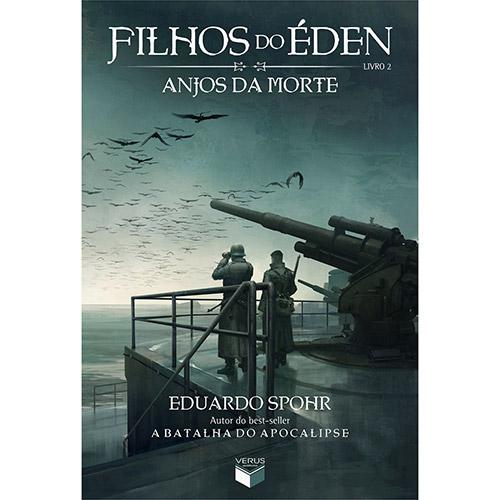 FILHOS DO ÉDEN
LIVRO 2
ANJOS DA MORTE
EDUARDO SPOHR
Autor do best-seller
A BATALHA DO APOCALIPSE
VERUS